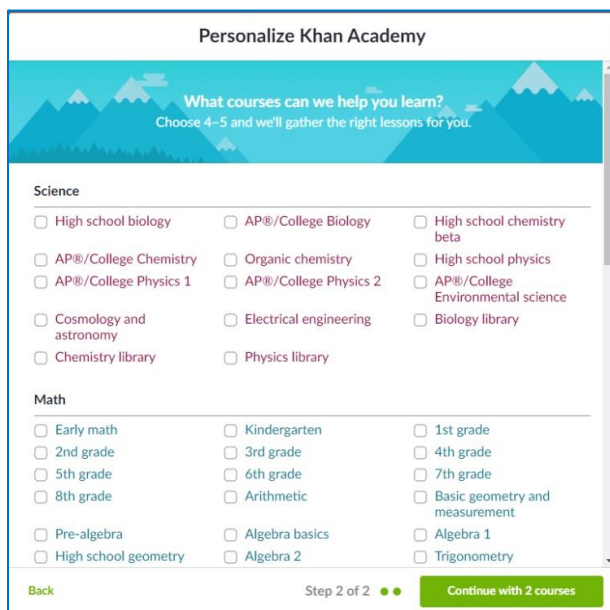 Personalize Khan Academy
What courses can we help you learn?
Choose 4–5 and we'll gather the right lessons for you.
Science
High school biology
AP®/College Biology
High school chemistry
beta
AP®/College Chemistry
Organic chemistry
High school physics
AP®/College Physics 1
AP®/College Physics 2
AP®/College
Environmental science
Cosmology and
astronomy
Electrical engineering
Biology library
Chemistry library
Physics library
Math
Early math
Kindergarten
1st grade
2nd grade
3rd grade
4th grade
5th grade
6th grade
7th grade
8th grade
Arithmetic
Basic geometry and
measurement
Pre-algebra
Algebra basics
Algebra 1
High school geometry
Algebra 2
Trigonometry
Back
Step 2 of 2
Continue with 2 courses